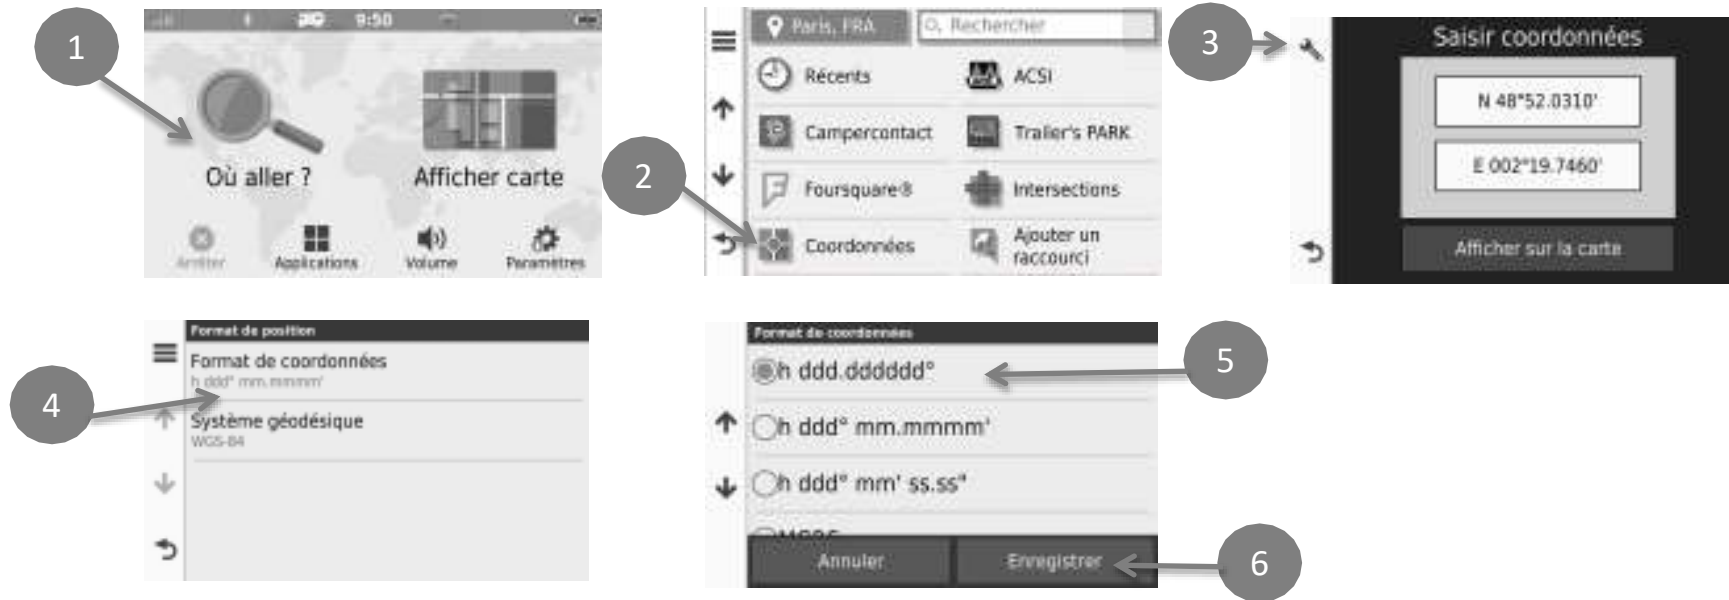 1
9:50
Où aller ?
Afficher carte
Arrêter
Applications
Volume
Paramètres
2
Paris, FRA
Rechercher
Récents
ACSI
Campercontact
Trailer's PARK
Foursquare®
Intersections
Coordonnées
Ajouter un
raccourci
3
Saisir coordonnées
N 48°52.0310'
E 002°19.7460'
Afficher sur la carte
4
Format de position
Format de coordonnées
h ddd° mm.mmmm'
Système géodésique
WGS-84
5
Format de coordonnées
h ddd.dddddd°
h ddd° mm.mmmm'
h ddd° mm' ss.ss"
Annuler
Enregistrer
6